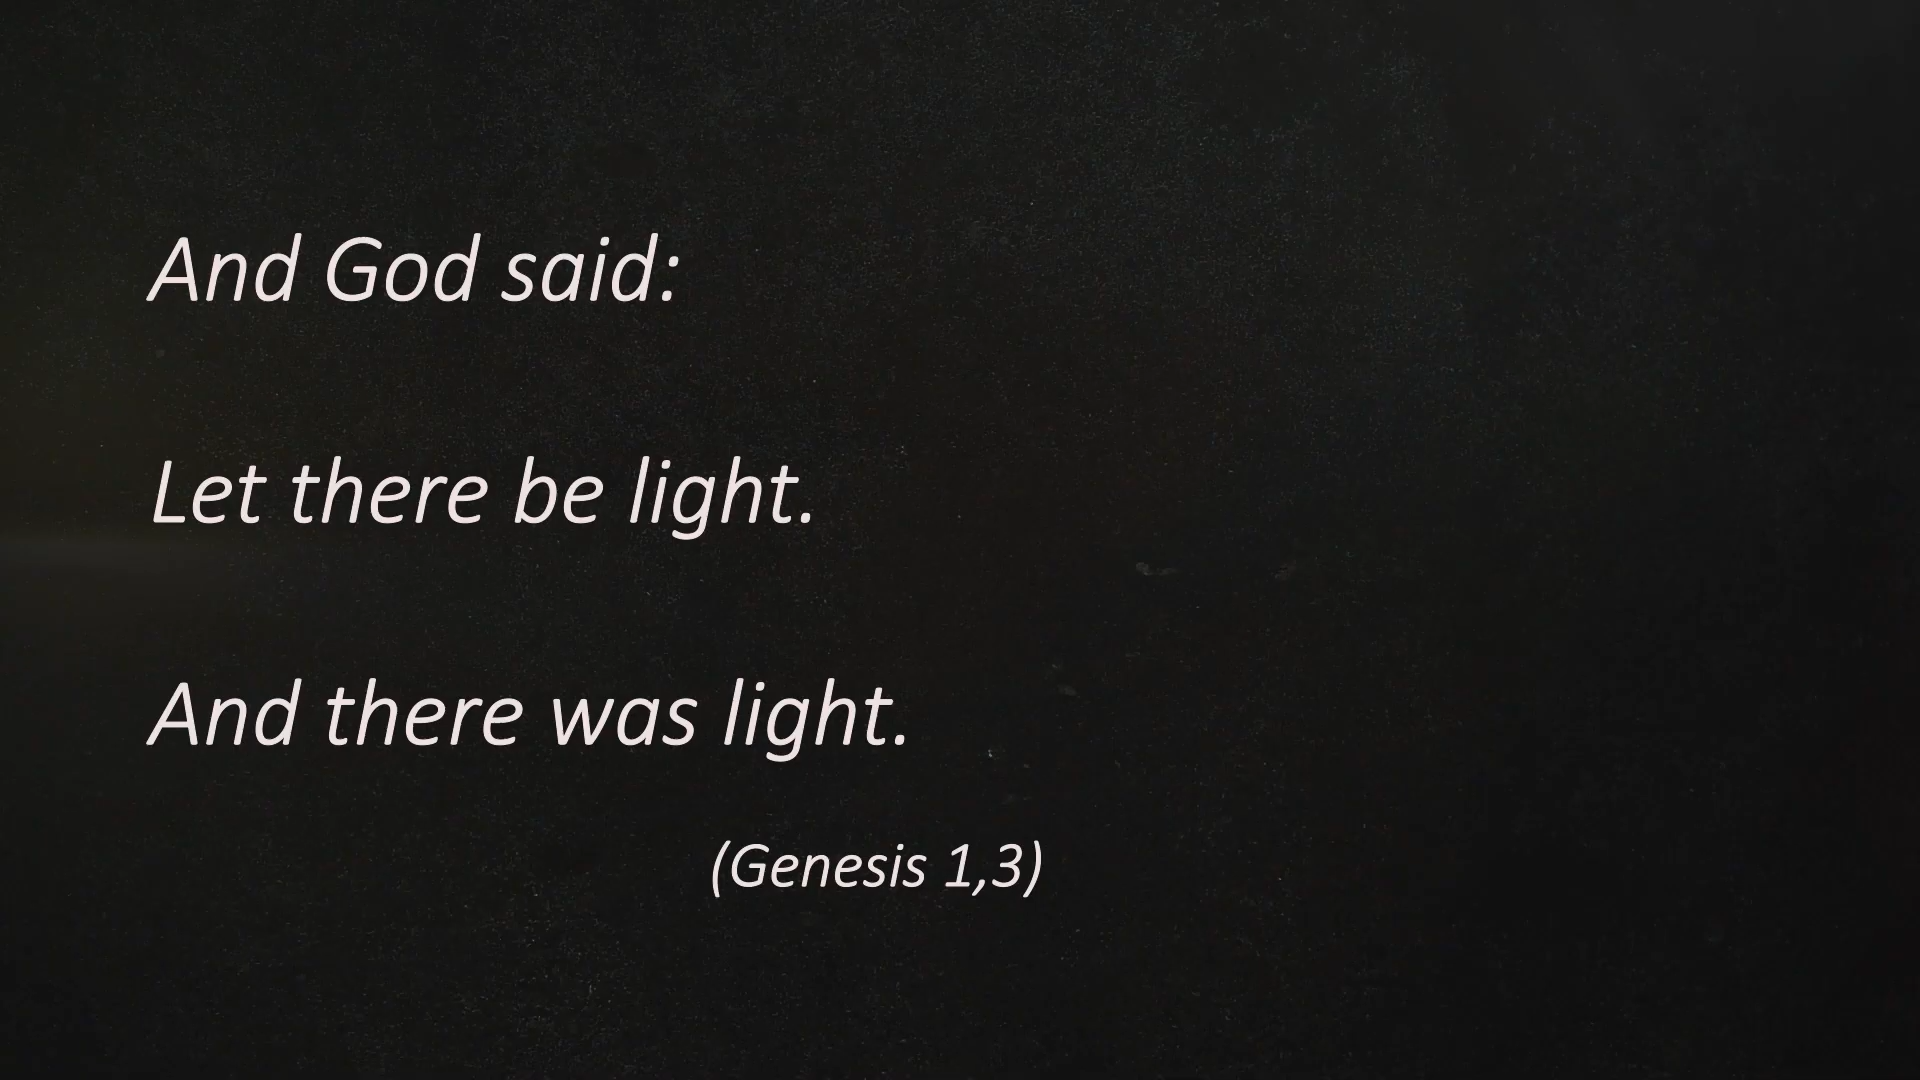 And God said:
Let there be light.
And there was light.
(Genesis 1,3)